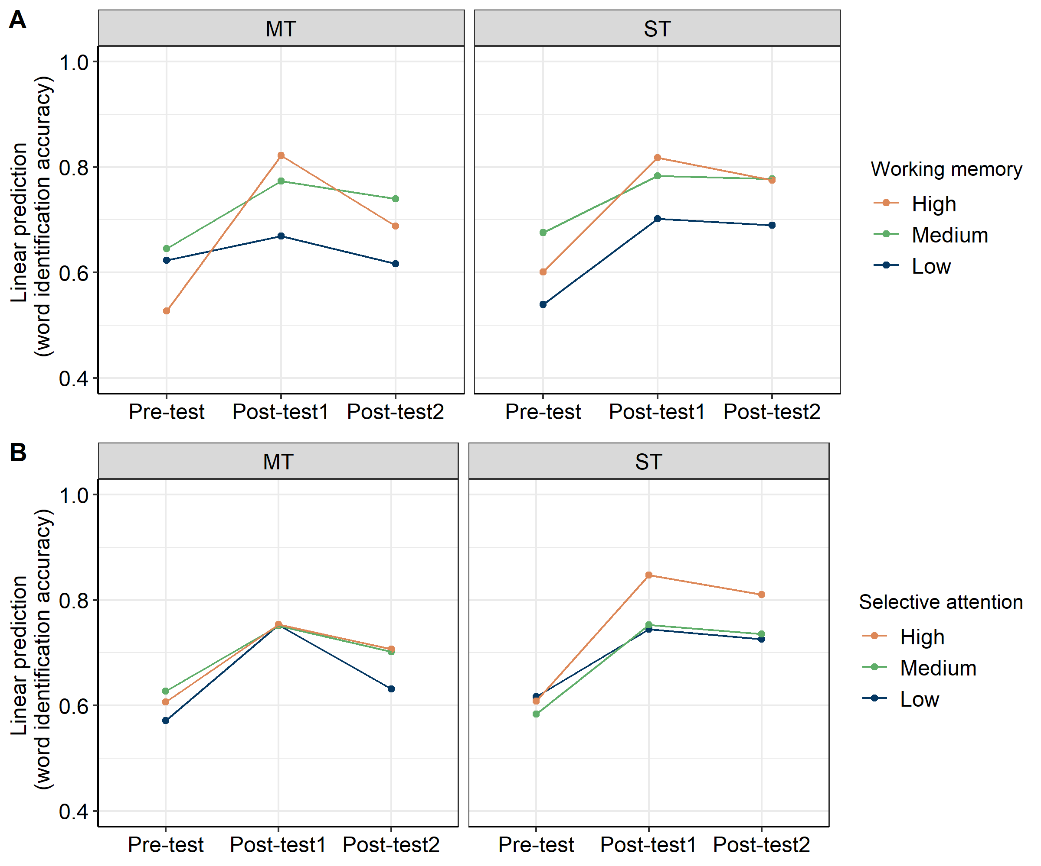 A
MT
ST
1.0
0.8
0.6
0.4
Linear prediction
(word identification accuracy)
Pre-test
Post-test1
Post-test2
Pre-test
Post-test1
Post-test2
Working memory
High
Medium
Low
B
MT
ST
1.0
0.8
0.6
0.4
Linear prediction
(word identification accuracy)
Pre-test
Post-test1
Post-test2
Pre-test
Post-test1
Post-test2
Selective attention
High
Medium
Low